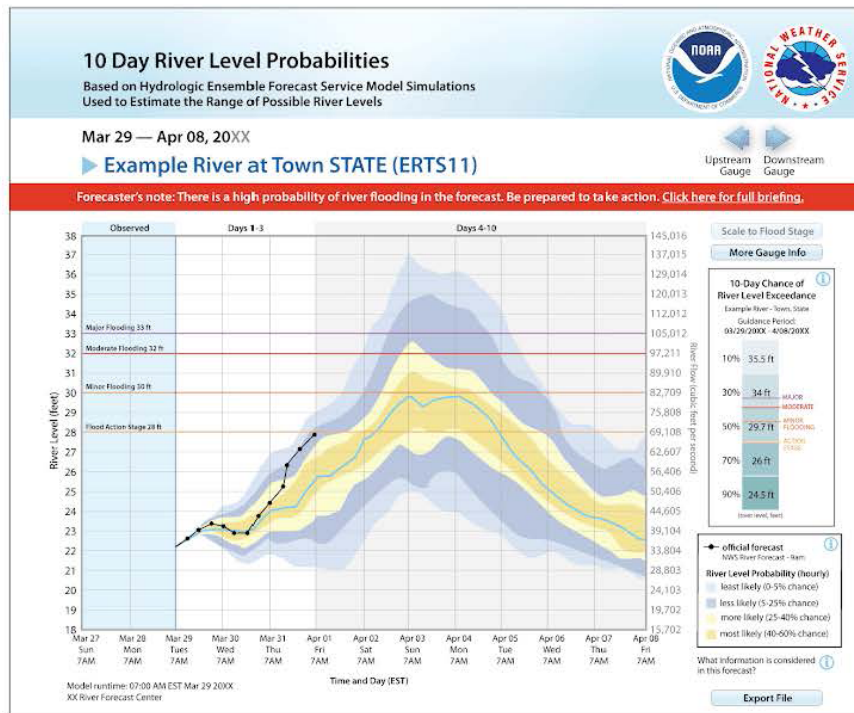 10 Day River Level Probabilities
Based on Hydrologic Ensemble Forecast Service Model Simulations
Used to Estimate the Range of Possible River Levels
NOAA
NATIONAL WEATHER SERVICE
Mar 29 — Apr 08, 20XX
Example River at Town STATE (ERTS11)
Upstream Gauge
Downstream Gauge
Forecaster's note: There is a high probability of river flooding in the forecast. Be prepared to take action. Click here for full briefing.
Observed
Days 1-3
Days 4-10
River Level (feet)
38
37
36
35
34
33
32
31
30
29
28
27
26
25
24
23
22
21
20
19
18
Major Flooding 33 ft
Moderate Flooding 32 ft
Minor Flooding 30 ft
Flood Action Stage 28 ft
145,016
137,015
129,014
120,013
112,012
105,012
97,211
89,910
82,709
75,808
69,108
62,607
56,406
50,406
44,605
39,104
33,804
28,803
24,103
19,702
15,702
River Flow (cubic feet per second)
Mar 27 Sun 7AM
Mar 28 Mon 7AM
Mar 29 Tues 7AM
Mar 30 Wed 7AM
Mar 31 Thu 7AM
Apr 01 Fri 7AM
Apr 02 Sat 7AM
Apr 03 Sun 7AM
Apr 04 Mon 7AM
Apr 05 Tues 7AM
Apr 06 Wed 7AM
Apr 07 Thu 7AM
Apr 08 Fri 7AM
Time and Day (EST)
Model runtime: 07:00 AM EST Mar 29 20XX
XX River Forecast Center
Scale to Flood Stage
More Gauge Info
10-Day Chance of
River Level Exceedance
Example River - Town, State
Guidance Period:
03/29/20XX - 4/08/20XX
10% 35.5 ft
30% 34 ft
MAJOR
MODERATE
50% 29.7 ft
MINOR FLOODING
ACTION STAGE
70% 26 ft
90% 24.5 ft
(river level, feet)
official forecast
NWS River Forecast - 9am
River Level Probability (hourly)
least likely (0-5% chance)
less likely (5-25% chance)
more likely (25-40% chance)
most likely (40-60% chance)
What information is considered
in this forecast?
Export File